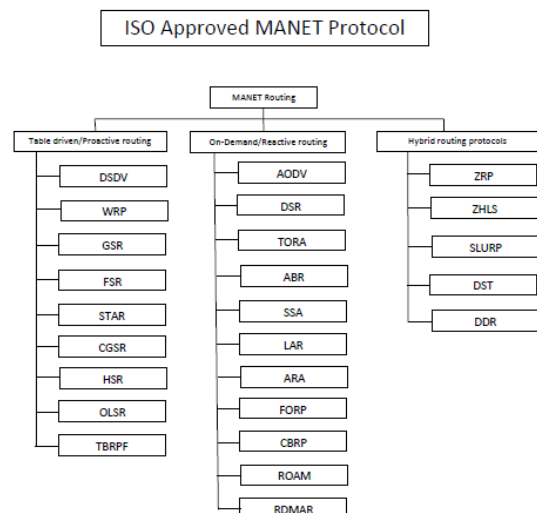 ISO Approved MANET Protocol
MANET Routing
Table driven/Proactive routing
DSDV
WRP
GSR
FSR
STAR
CGSR
HSR
OLSR
TBRPF
On-Demand/Reactive routing
AODV
DSR
TORA
ABR
SSA
LAR
ARA
FORP
CBRP
ROAM
RDMAR
Hybrid routing protocols
ZRP
ZHLS
SLURP
DST
DDR